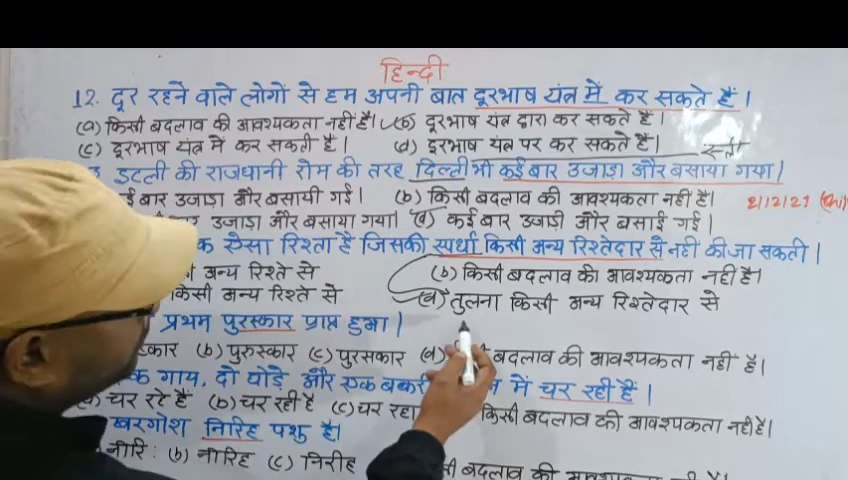 हिन्दी
12. दूर रहने वाले लोगों से हम अपनी बात दूरभाष यंत्र में कर सकते हैं।
(a) किसी बदलाव की आवश्यकता नहीं है। (b) दूरभाष यंत्र द्वारा कर सकते हैं।
(c) दूरभाष यंत्र मे कर सकती हैं। (d) दूरभाष यंत्र पर कर सकते हैं।
इटली की राजधानी रोम की तरह दिल्ली भी कई बार उजाड़ा और बसाया गया।
बार उजाड़ा और बसायी गई। (b) किसी बदलाव की आवश्यकता नहीं है। 21/2/21
उजाड़ा और बसाया गया। (d) कई बार उजाड़ी और बसाई गई।
ऐसा रिश्ता है जिसकी स्पर्धा किसी अन्य रिश्तेदार से नहीं की जा सकती।
अन्य रिश्ते से (b) किसी बदलाव की आवश्यकता नहीं है।
किसी अन्य रिश्ते से (d) तुलना किसी अन्य रिश्तेदार से
प्रथम पुरस्कार प्राप्त हुआ।
(b) पुरुस्कार (c) पुरसकार (d) बदलाव की आवश्यकता नहीं है।
गाय, दो घोड़े और एक बकरी में चर रही हैं।
(a) चर रहे हैं (b) चर रही है (c) चर रहा किसी बदलाव की आवश्यकता नहीं है।
खरगोश निरिह पशु है।
(b) नीरिह (c) निरीह बदलाव की